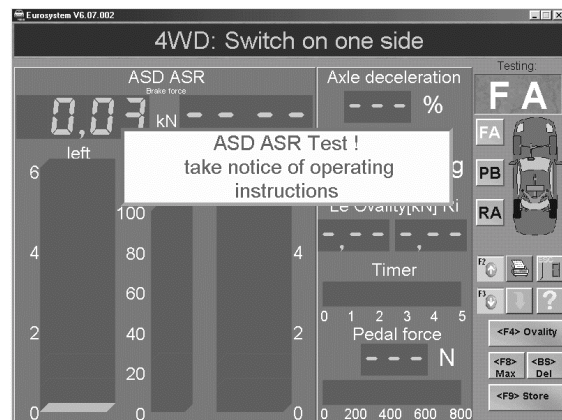 Eurosystem V6.07.002
4WD: Switch on one side
ASD ASR
Brake force
0,03 kN - - - -
left
6
4
2
0
100
80
60
40
20
0
4
2
0
ASD ASR Test !
take notice of operating
instructions
Axle deceleration
- - - %
g
Le Ovality[kN] Ri
-,- - -,- -
Timer
0 1 2 3 4 5
Pedal force
- - - N
0 200 400 600 800
Testing:
FA
FA
PB
RA
F2
F3
?
<F4> Ovality
<F8> Max
<BS> Del
<F9> Store